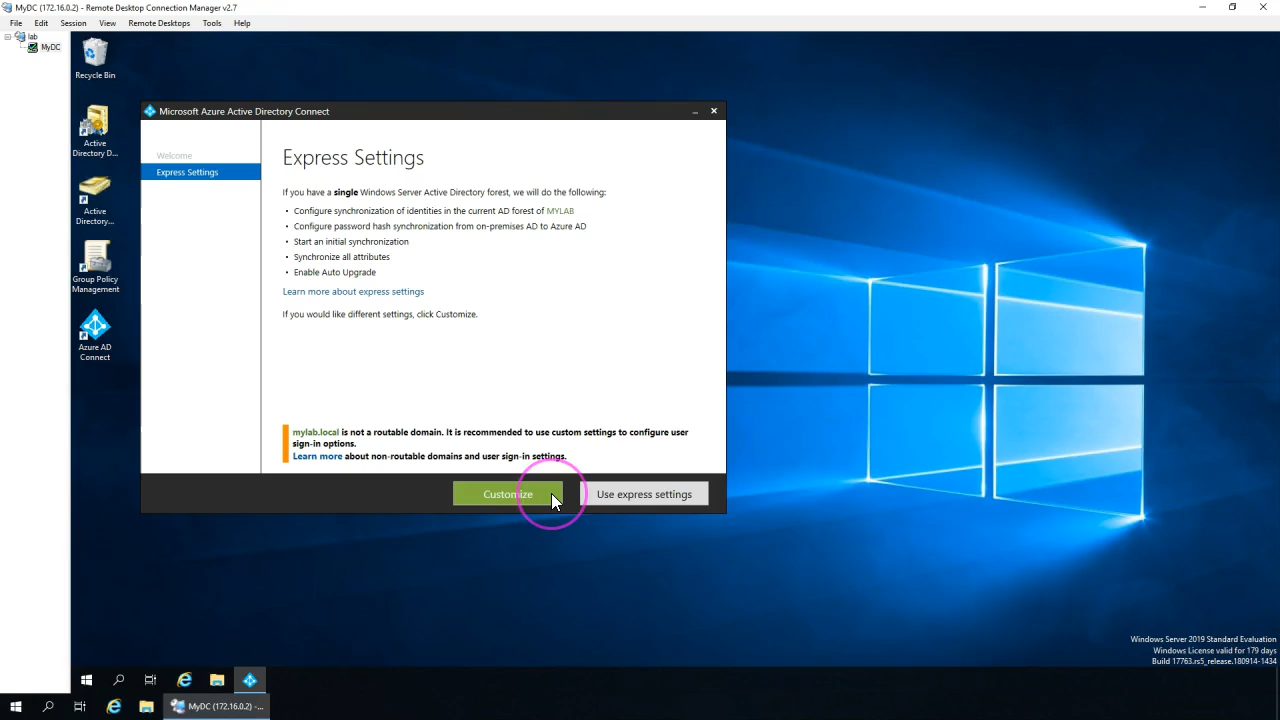 MyDC (172.16.0.2) - Remote Desktop Connection Manager v2.7
File Edit Session View Remote Desktops Tools Help
lab
MyDC
Recycle Bin
Active
Directory D...
Active
Directory...
Group Policy
Management
Azure AD
Connect
Microsoft Azure Active Directory Connect
Welcome
Express Settings
Express Settings
If you have a single Windows Server Active Directory forest, we will do the following:
• Configure synchronization of identities in the current AD forest of MYLAB
• Configure password hash synchronization from on-premises AD to Azure AD
• Start an initial synchronization
• Synchronize all attributes
• Enable Auto Upgrade
Learn more about express settings
If you would like different settings, click Customize.
mylab.local is not a routable domain. It is recommended to use custom settings to configure user
sign-in options.
Learn more about non-routable domains and user sign-in settings.
Customize
Use express settings
Windows Server 2019 Standard Evaluation
Windows License valid for 179 days
Build 17763.rs5_release.180914-1434
MyDC (172.16.0.2) -...